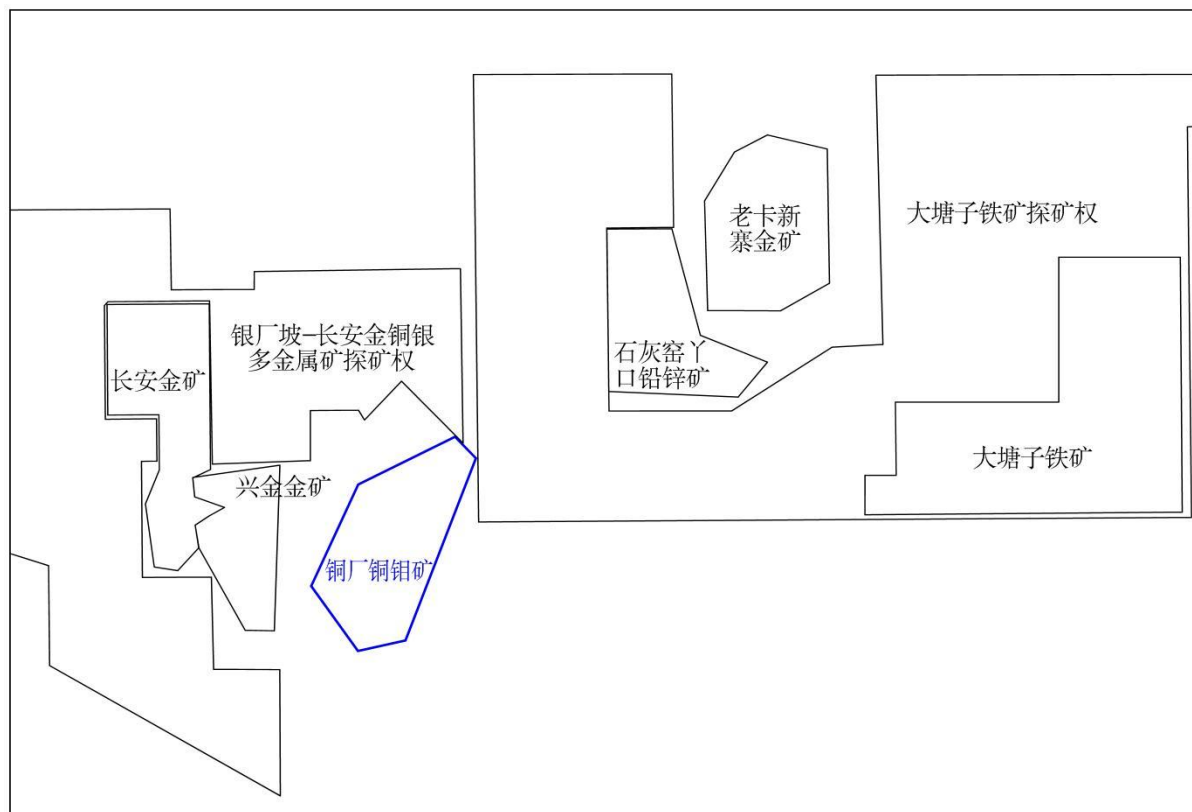 老卡新
寨金矿
大塘子铁矿探矿权
银厂坡-长安金铜银
多金属矿探矿权
长安金矿
石灰窑丫
口铅锌矿
大塘子铁矿
兴金金矿
铜厂铜钼矿